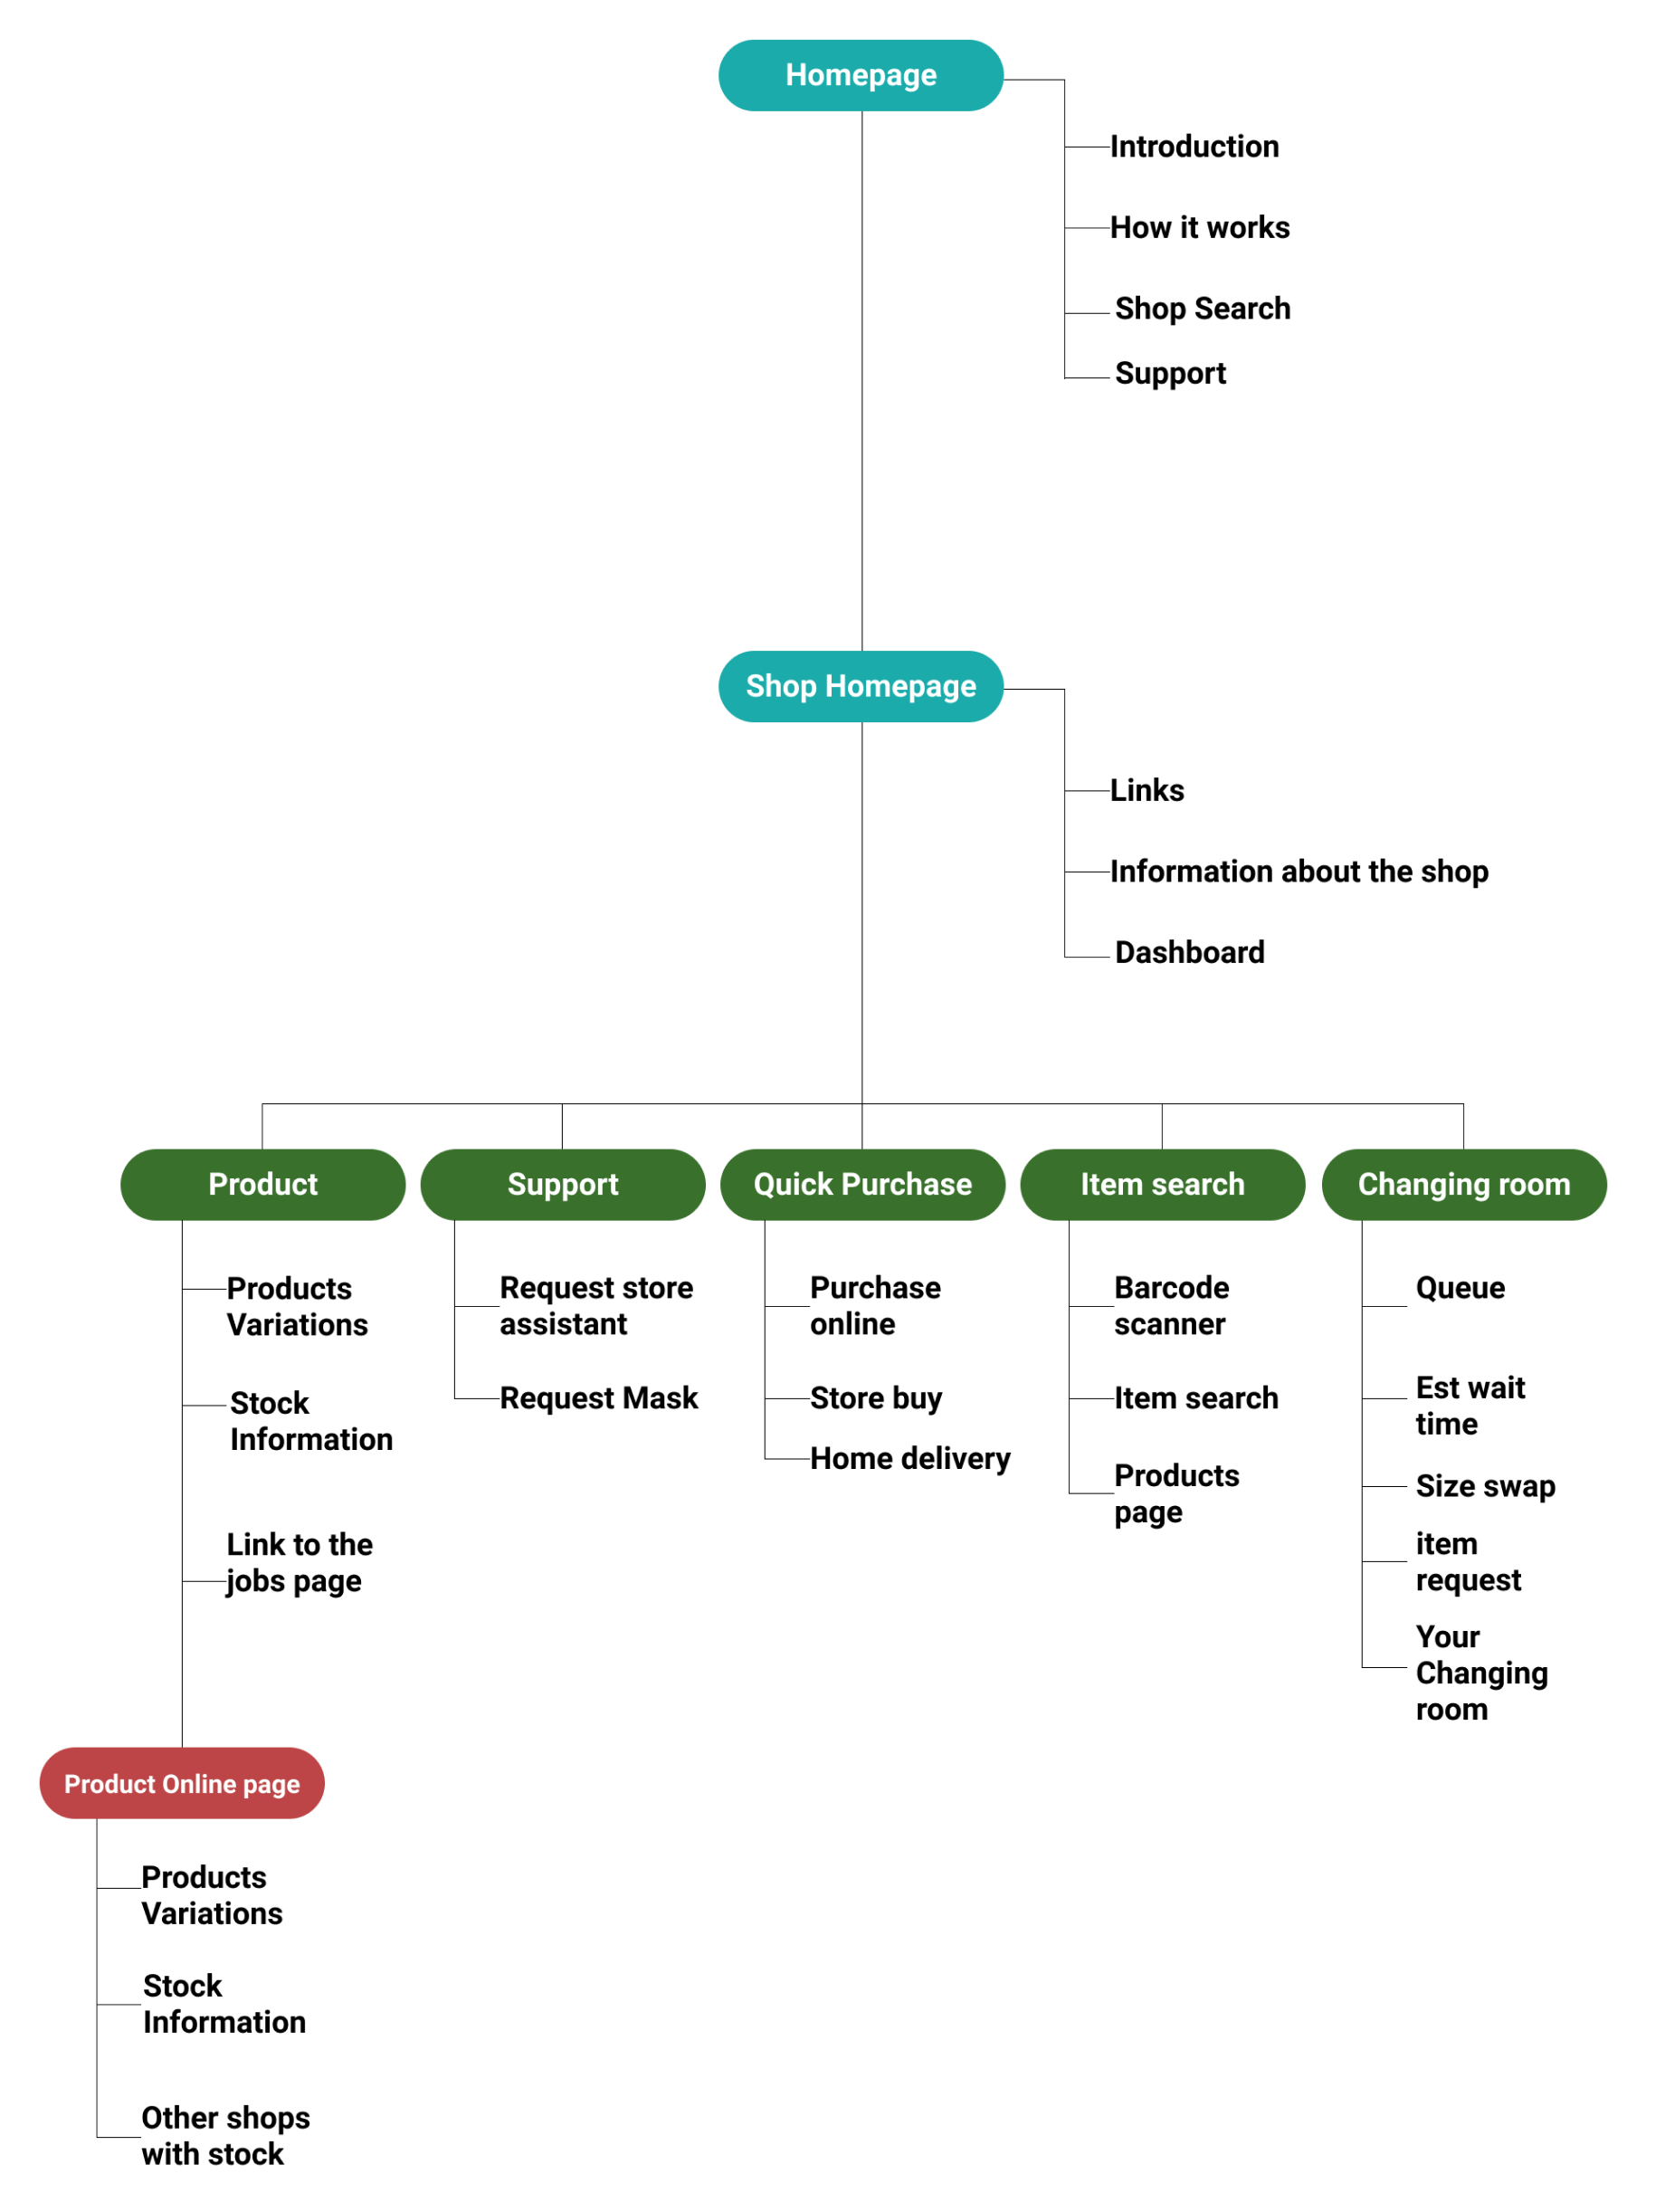 Homepage
Introduction
How it works
Shop Search
Support
Shop Homepage
Links
Information about the shop
Dashboard
Product
Support
Quick Purchase
Item search
Changing room
Products
Variations
Stock
Information
Link to the
jobs page
Request store
assistant
Request Mask
Purchase
online
Store buy
Home delivery
Barcode
scanner
Item search
Products
page
Queue
Est wait
time
Size swap
item
request
Your
Changing
room
Product Online page
Products
Variations
Stock
Information
Other shops
with stock